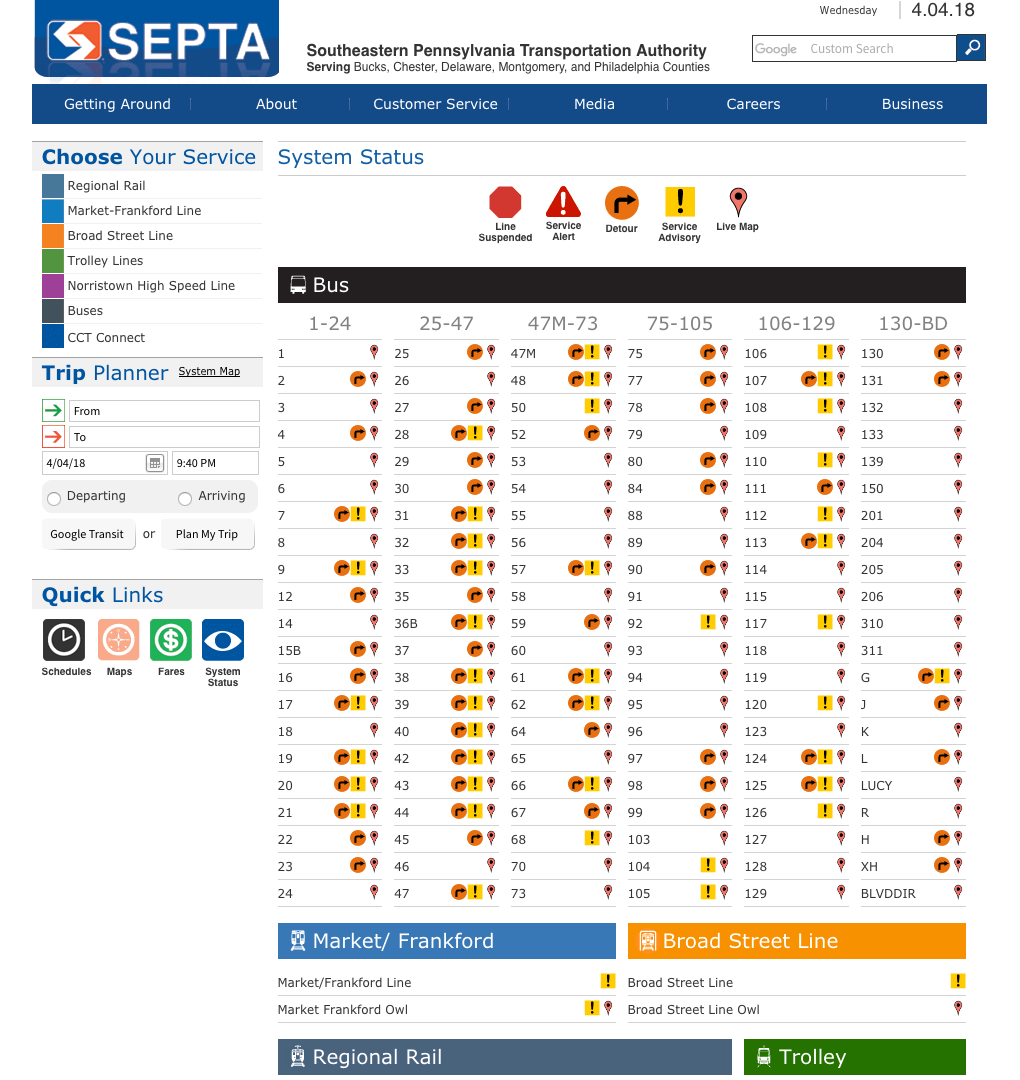 SEPTA
Wednesday
4.04.18
Southeastern Pennsylvania Transportation Authority
Serving Bucks, Chester, Delaware, Montgomery, and Philadelphia Counties
Google Custom Search
Getting Around About Customer Service Media Careers Business
Choose Your Service
Regional Rail
Market-Frankford Line
Broad Street Line
Trolley Lines
Norristown High Speed Line
Buses
CCT Connect
Trip Planner System Map
From
To
4/04/18 9:40 PM
Departing Arriving
Google Transit or Plan My Trip
Quick Links
Schedules Maps Fares System
Status
System Status
Line
Suspended
Service
Alert
Detour
Service
Advisory
Live Map
Bus
1-24 25-47 47M-73 75-105 106-129 130-BD
1 25 47M 75 106 130
2 26 48 77 107 131
3 27 50 78 108 132
4 28 52 79 109 133
5 29 53 80 110 139
6 30 54 84 111 150
7 31 55 88 112 201
8 32 56 89 113 204
9 33 57 90 114 205
12 35 58 91 115 206
14 36B 59 92 117 310
15B 37 60 93 118 311
16 38 61 94 119 G
17 39 62 95 120 J
18 40 64 96 123 K
19 42 65 97 124 L
20 43 66 98 125 LUCY
21 44 67 99 126 R
22 45 68 103 127 H
23 46 70 104 128 XH
24 47 73 105 129 BLVDDIR
Market/ Frankford
Market/Frankford Line
Market Frankford Owl
Broad Street Line
Broad Street Line
Broad Street Line Owl
Regional Rail
Trolley